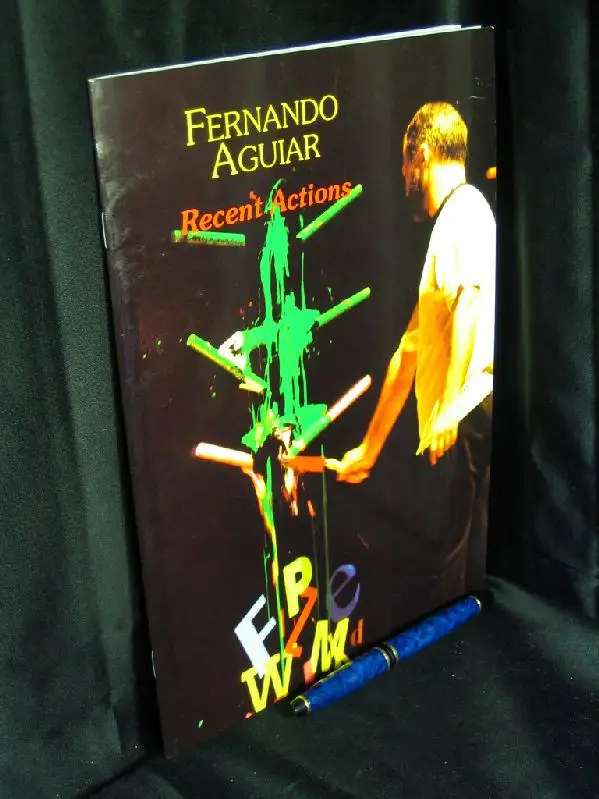 FERNANDO
AGUIAR
Recent Actions
P
F Z e
W M d